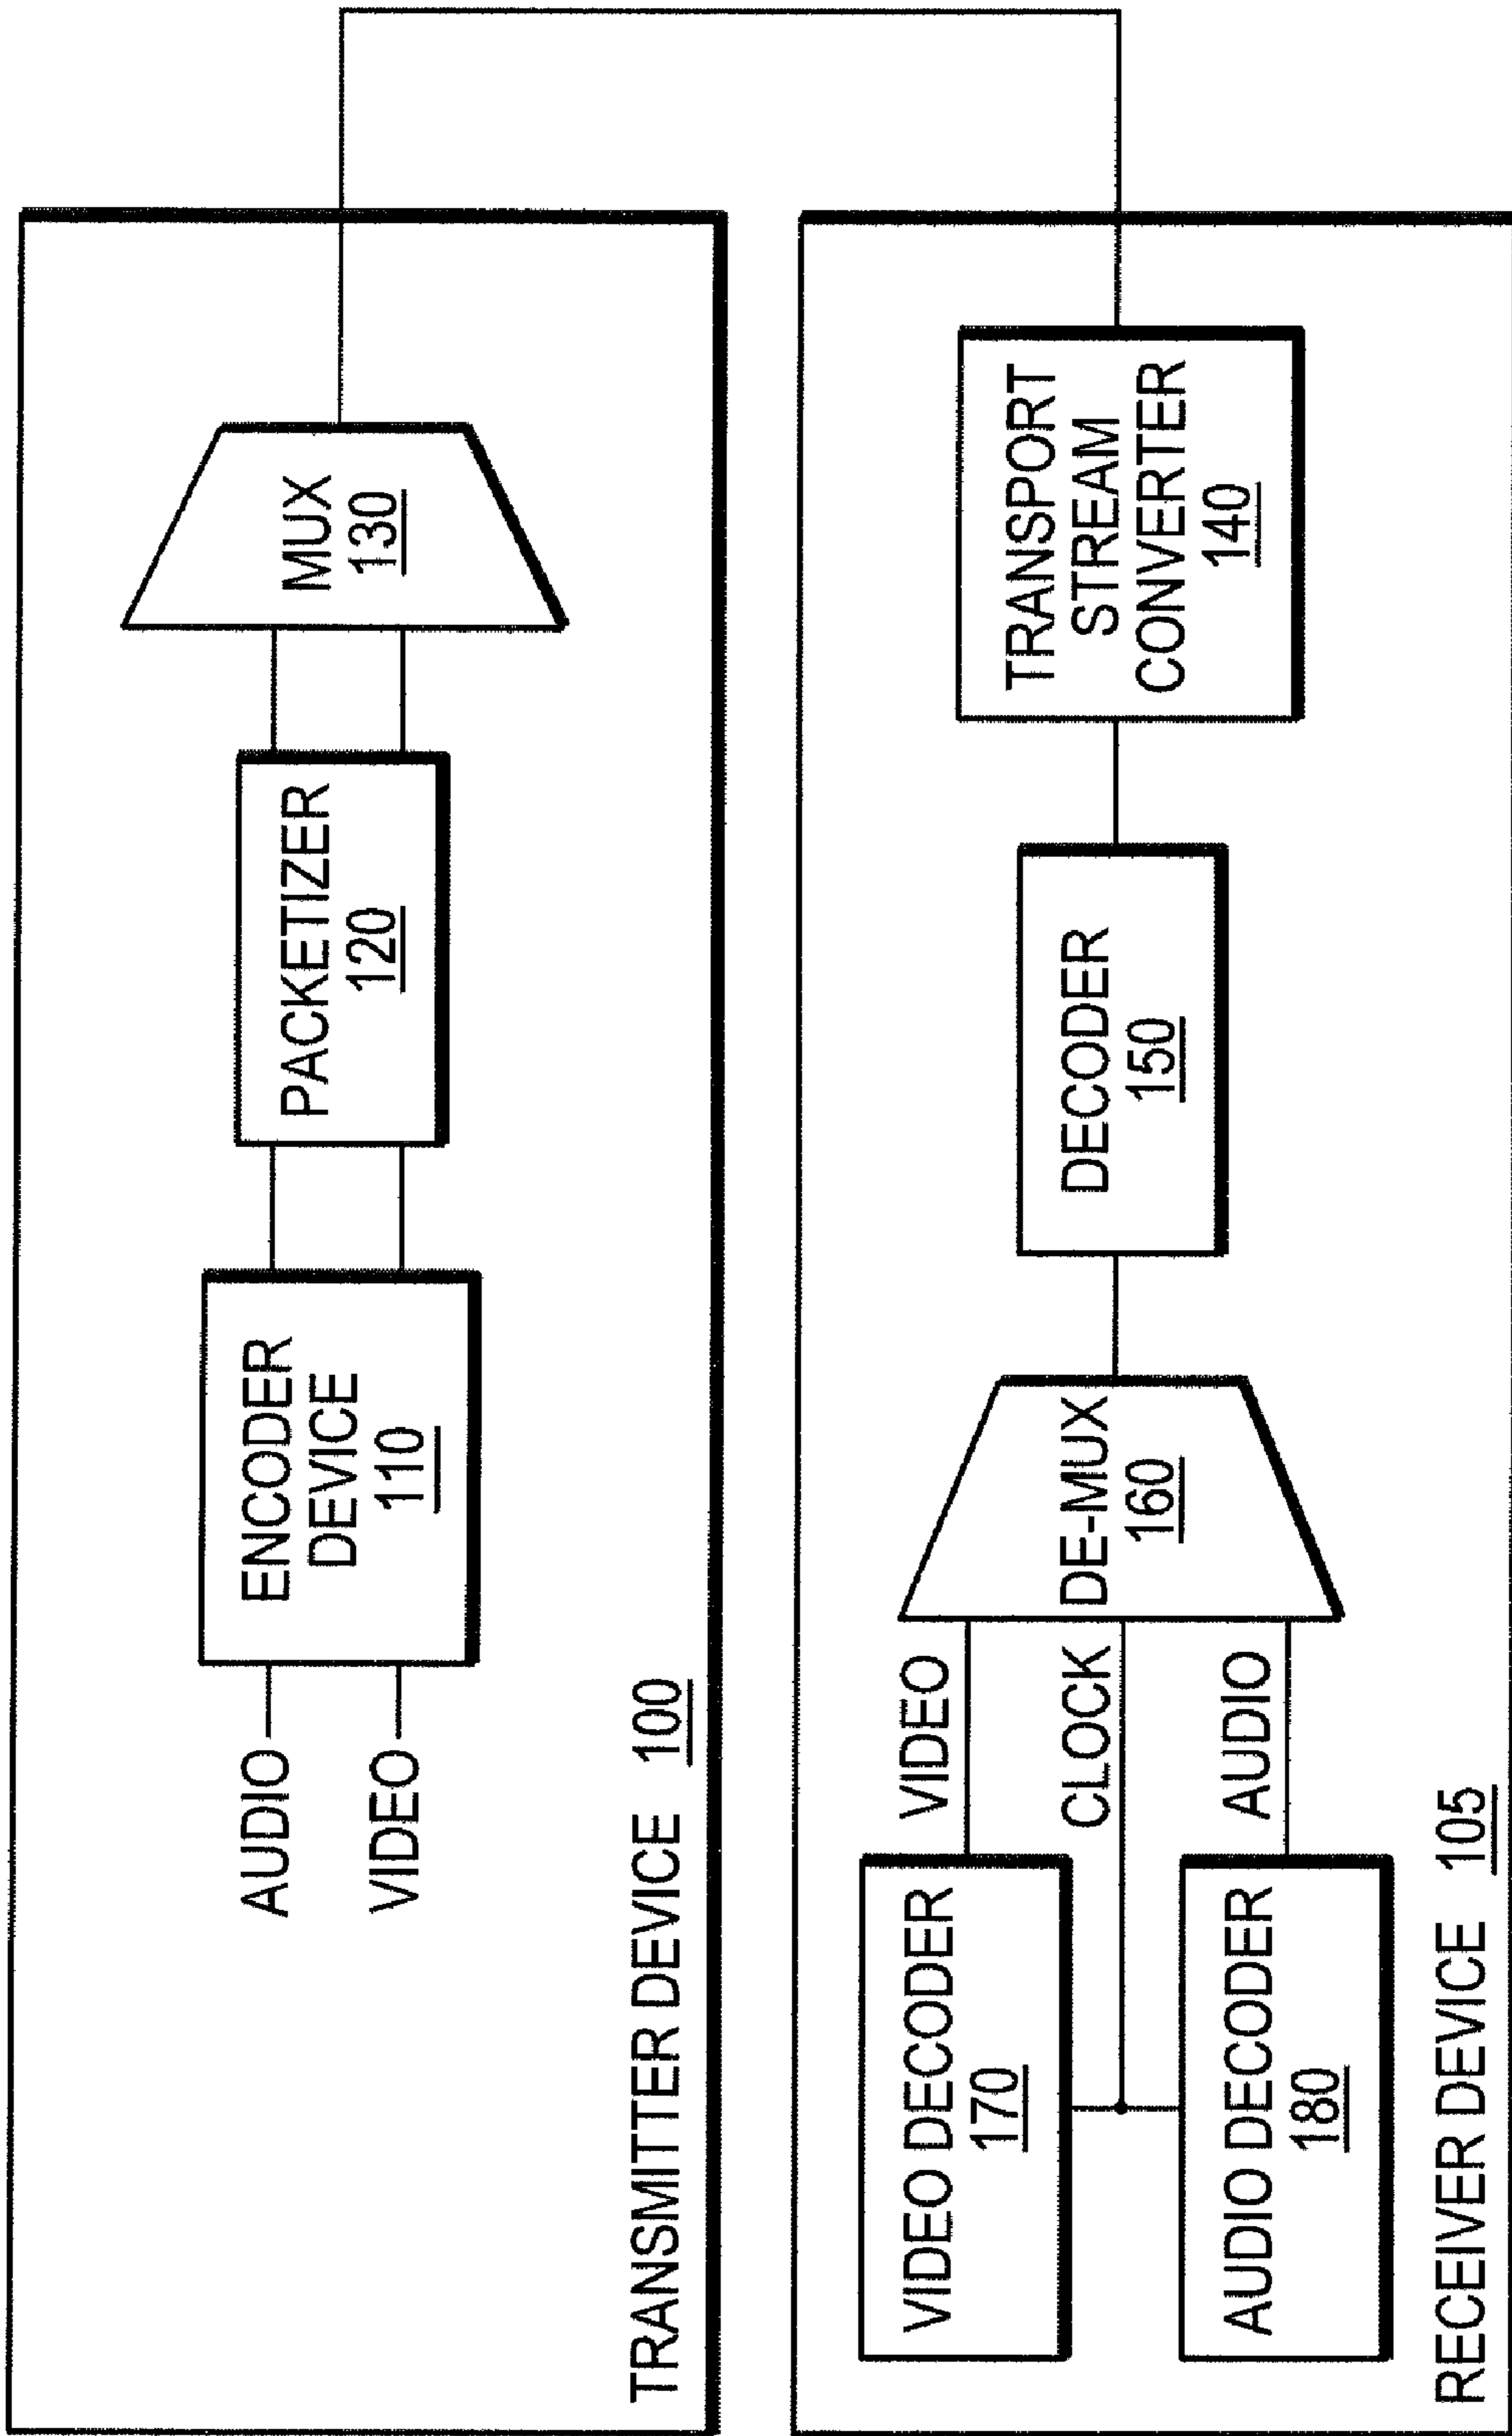 AUDIO
VIDEO
ENCODER
DEVICE
110
PACKETIZER
120
MUX
130
TRANSMITTER DEVICE 100
VIDEO DECODER
170
AUDIO DECODER
180
VIDEO
CLOCK
AUDIO
DE-MUX
160
DECODER
150
TRANSPORT
STREAM
CONVERTER
140
RECEIVER DEVICE 105